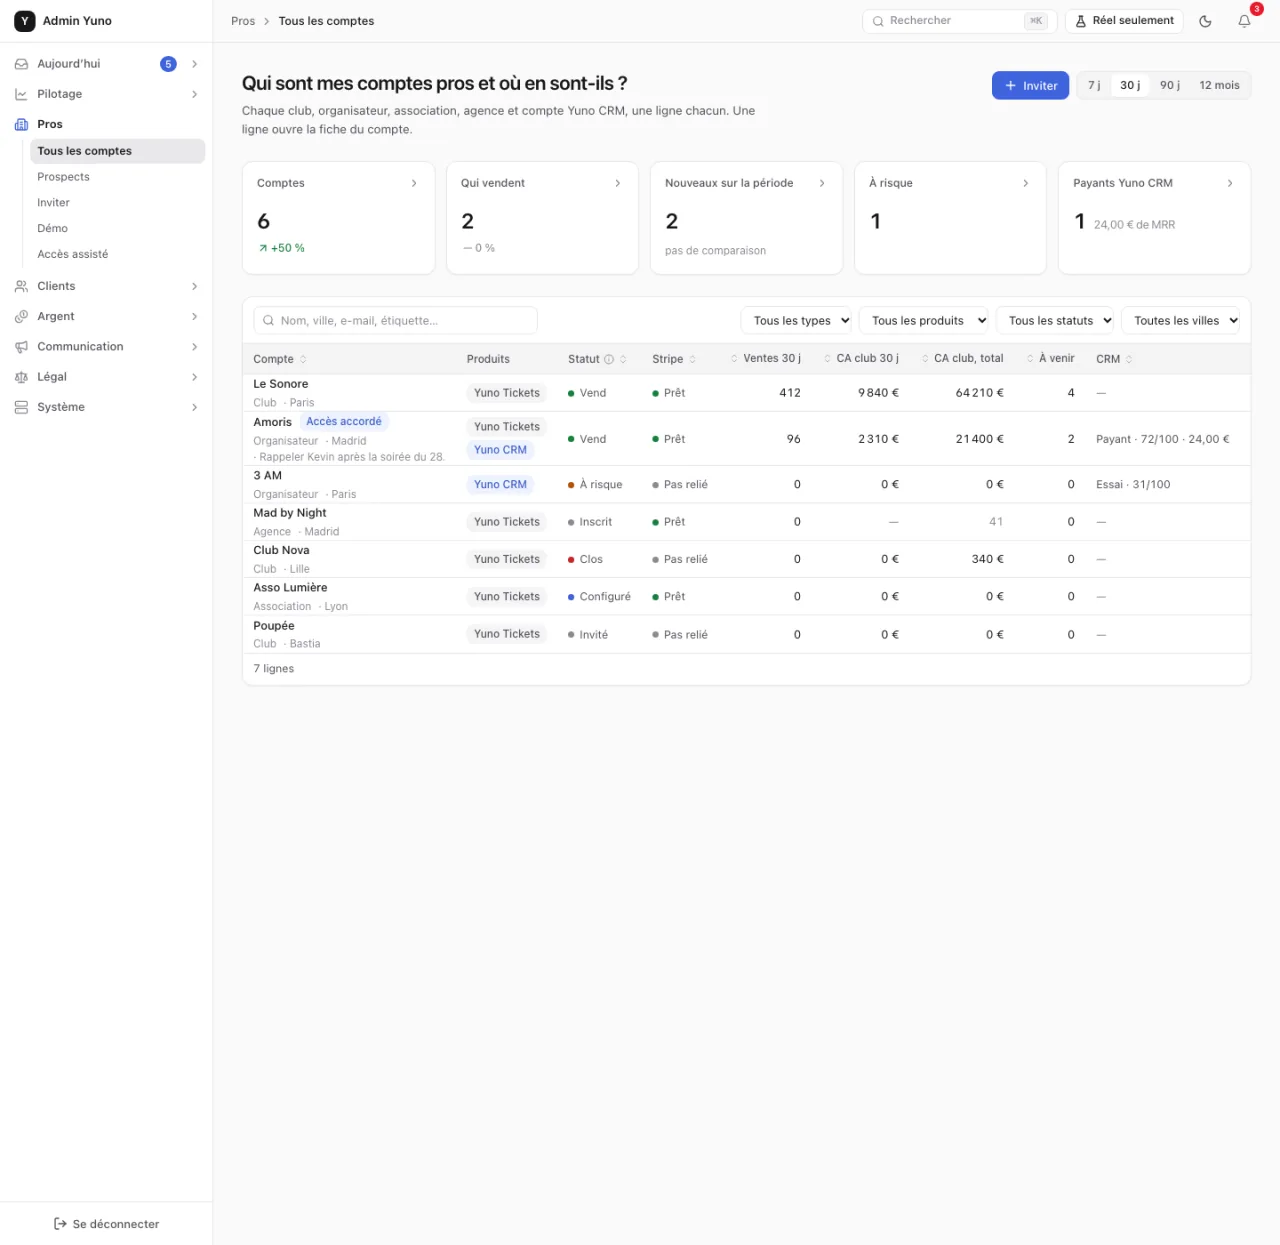 Y Admin Yuno
Pros > Tous les comptes
Rechercher ⌘K
Réel seulement
3
Aujourd'hui 5
Pilotage
Pros
Tous les comptes
Prospects
Inviter
Démo
Accès assisté
Clients
Argent
Communication
Légal
Système
Se déconnecter
Qui sont mes comptes pros et où en sont-ils ?
Chaque club, organisateur, association, agence et compte Yuno CRM, une ligne chacun. Une
ligne ouvre la fiche du compte.
+ Inviter
7 j 30 j 90 j 12 mois
Comptes
6
↗ +50 %
Qui vendent
2
— 0 %
Nouveaux sur la période
2
pas de comparaison
À risque
1
Payants Yuno CRM
1 24,00 € de MRR
Nom, ville, e-mail, étiquette...
Tous les types
Tous les produits
Tous les statuts
Toutes les villes
Compte Produits Statut Stripe Ventes 30 j CA club 30 j CA club, total À venir CRM
Le Sonore
Club · Paris
Yuno Tickets Vend Prêt 412 9 840 € 64 210 € 4 —
Amoris Accès accordé
Organisateur · Madrid
· Rappeler Kevin après la soirée du 28.
Yuno Tickets
Yuno CRM
Vend Prêt 96 2 310 € 21 400 € 2 Payant · 72/100 · 24,00 €
3 AM
Organisateur · Paris
Yuno CRM À risque Pas relié 0 0 € 0 € 0 Essai · 31/100
Mad by Night
Agence · Madrid
Yuno Tickets Inscrit Prêt 0 — 41 0 —
Club Nova
Club · Lille
Yuno Tickets Clos Pas relié 0 0 € 340 € 0 —
Asso Lumière
Association · Lyon
Yuno Tickets Configuré Prêt 0 0 € 0 € 0 —
Poupée
Club · Bastia
Yuno Tickets Invité Pas relié 0 0 € 0 € 0 —
7 lignes